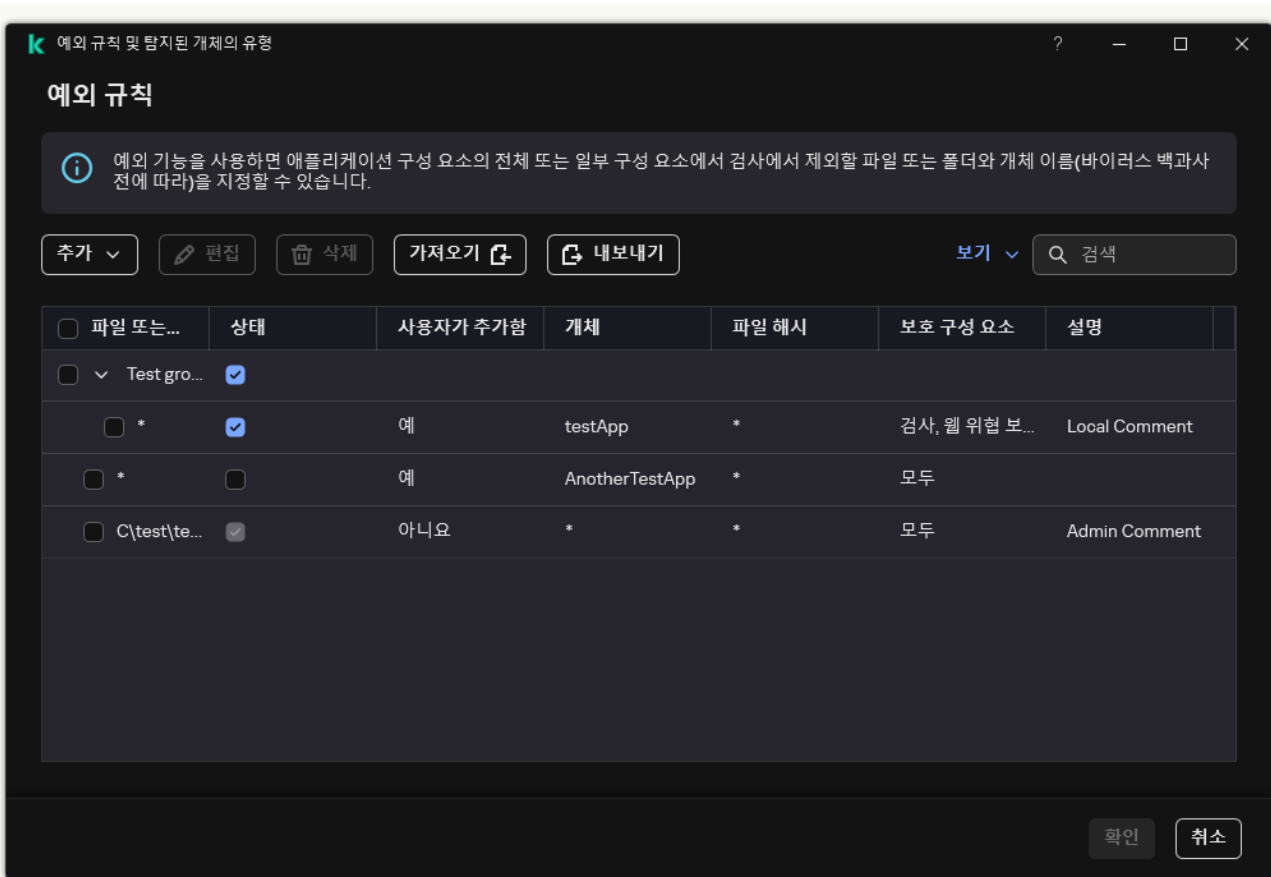 예외 규칙 및 탐지된 개체의 유형
예외 규칙
예외 기능을 사용하면 애플리케이션 구성 요소의 전체 또는 일부 구성 요소에서 검사에서 제외할 파일 또는 폴더와 개체 이름(바이러스 백과사
전에 따라)을 지정할 수 있습니다.
추가 편집 삭제 가져오기 내보내기 보기 검색
파일 또는... 상태 사용자가 추가함 개체 파일 해시 보호 구성 요소 설명
Test gro...
* 예 testApp * 검사, 웹 위협 보... Local Comment
* 예 AnotherTestApp * 모두
C\test\te... 아니요 * * 모두 Admin Comment
확인 취소